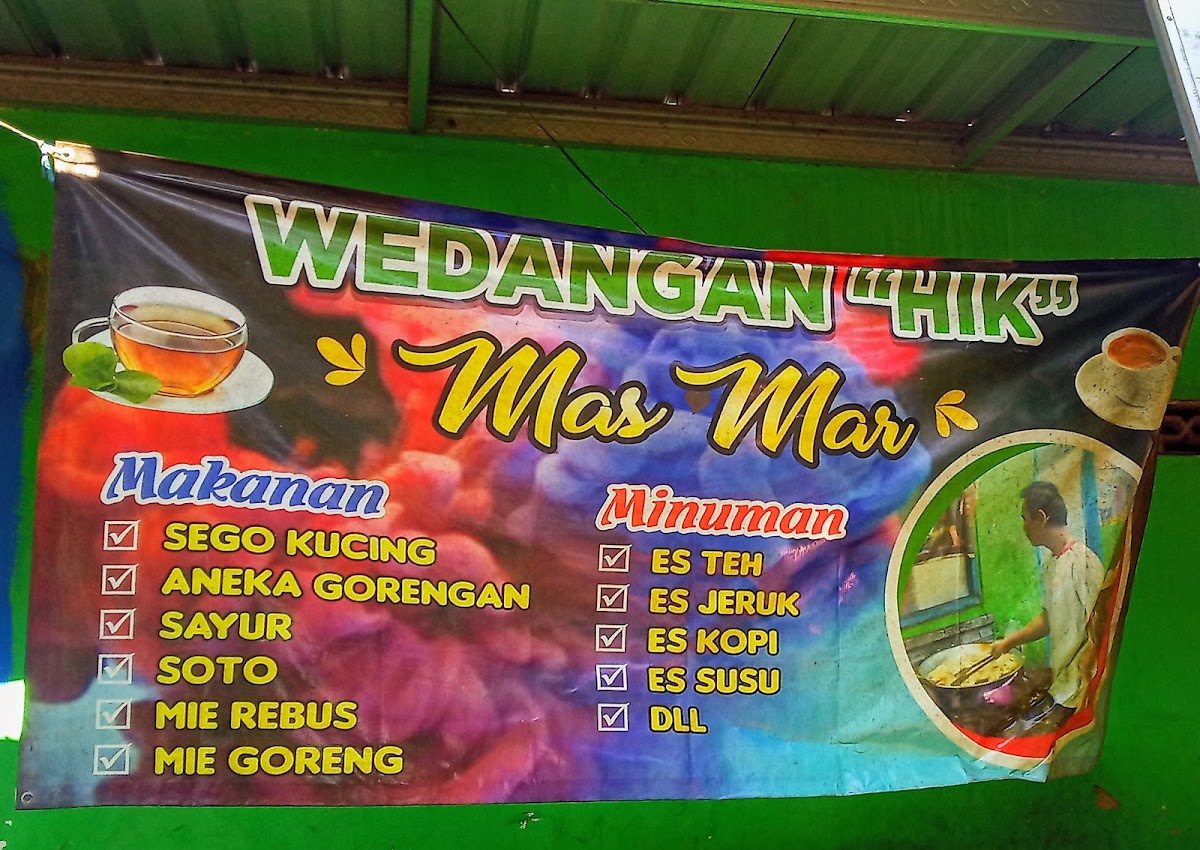 WEDANGAN “HIK”
Mas Mar
Makanan
SEGO KUCING
ANEKA GORENGAN
SAYUR
SOTO
MIE REBUS
MIE GORENG
Minuman
ES TEH
ES JERUK
ES KOPI
ES SUSU
DLL